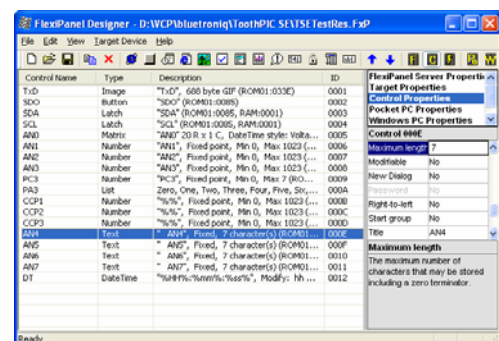 FlexiPanel Designer - D:\VCP\bluetroniq\ToothPIC SE\TSETestRes.FxP
File Edit View Target Device Help
Control Name Type Description ID
TxD Image "TxD", 688 byte GIF (ROM01:033E) 0001
SDO Button "SDO" (ROM01:0085) 0002
SDA Latch "SDA" (ROM01:0085, RAM:0001) 0003
SCL Latch "SCL" (ROM01:0085, RAM:0001) 0004
AN0 Matrix "AN0" 20 R x 1 C, DateTime style: Volta... 0005
AN1 Number "AN1", Fixed point, Min 0, Max 1023 (... 0006
AN2 Number "AN2", Fixed point, Min 0, Max 1023 (... 0007
AN3 Number "AN3", Fixed point, Min 0, Max 1023 (... 0008
PC3 Number "PC3", Fixed point, Min 0, Max 7 (RO... 0009
PA3 List Zero, One, Two, Three, Four, Five, Six,... 000A
CCP1 Number "%%", Fixed point, Min 0, Max 1023 (... 000B
CCP2 Number "%%", Fixed point, Min 0, Max 1023 (... 000C
CCP3 Number "%%", Fixed point, Min 0, Max 1023 (... 000D
AN4 Text " AN4", Fixed, 7 character(s) (ROM01... 000E
AN5 Text " AN5", Fixed, 7 character(s) (ROM01... 000F
AN6 Text " AN6", Fixed, 7 character(s) (ROM01... 0010
AN7 Text " AN7", Fixed, 7 character(s) (ROM01... 0011
DT DateTime "%HH%:%mm%:%ss%", Modify: hh ... 0012
FlexiPanel Server Properties
Target Properties
Control Properties
Pocket PC Properties
Windows PC Properties
Control 000E
Maximum length 7
Modifiable No
New Dialog No
Password No
Right-to-left No
Start group No
Title AN4
Maximum length
The maximum number of
characters that may be stored
including a zero terminator.
Ready